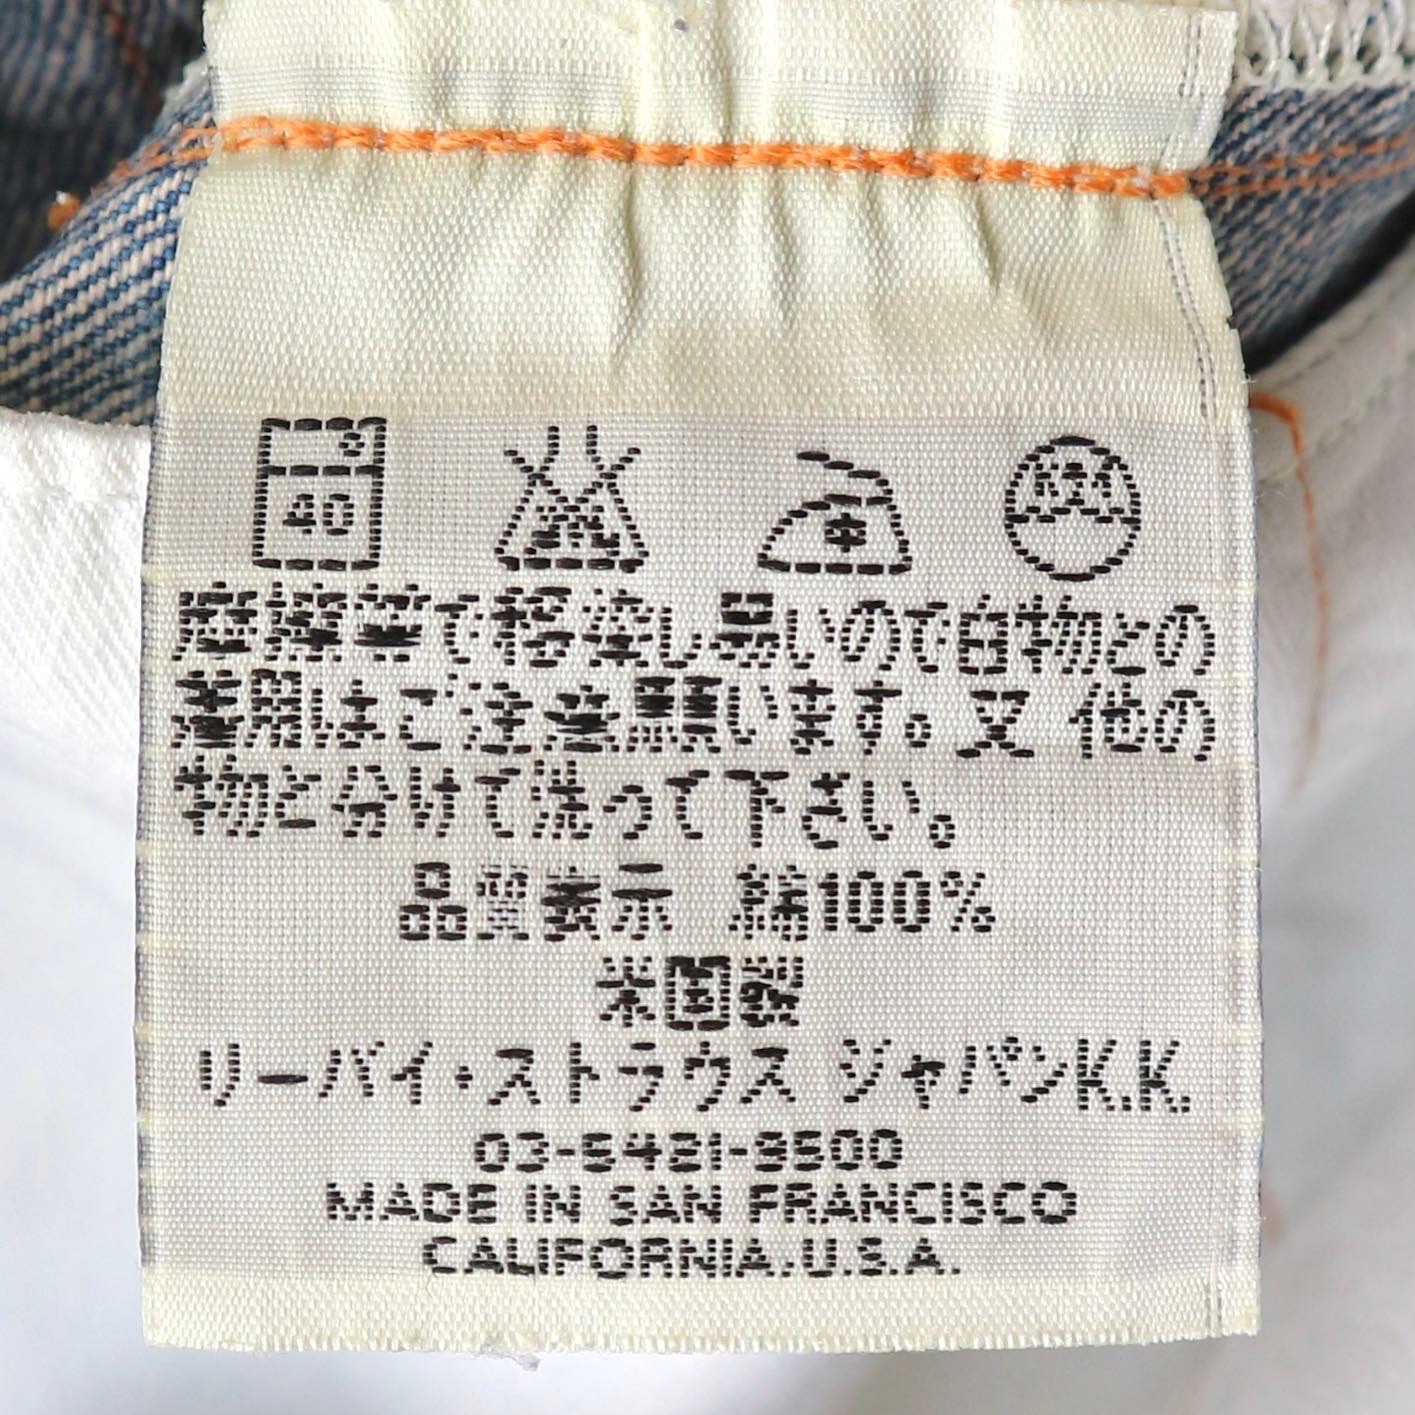 40
摩擦等で移染し易いので白物との
着用はご注意願います。又 他の
物と分けて洗って下さい。
品質表示 綿100%
米国製
リーバイ・ストラウス ジャパンK.K.
03-5421-9500
MADE IN SAN FRANCISCO
CALIFORNIA.U.S.A.